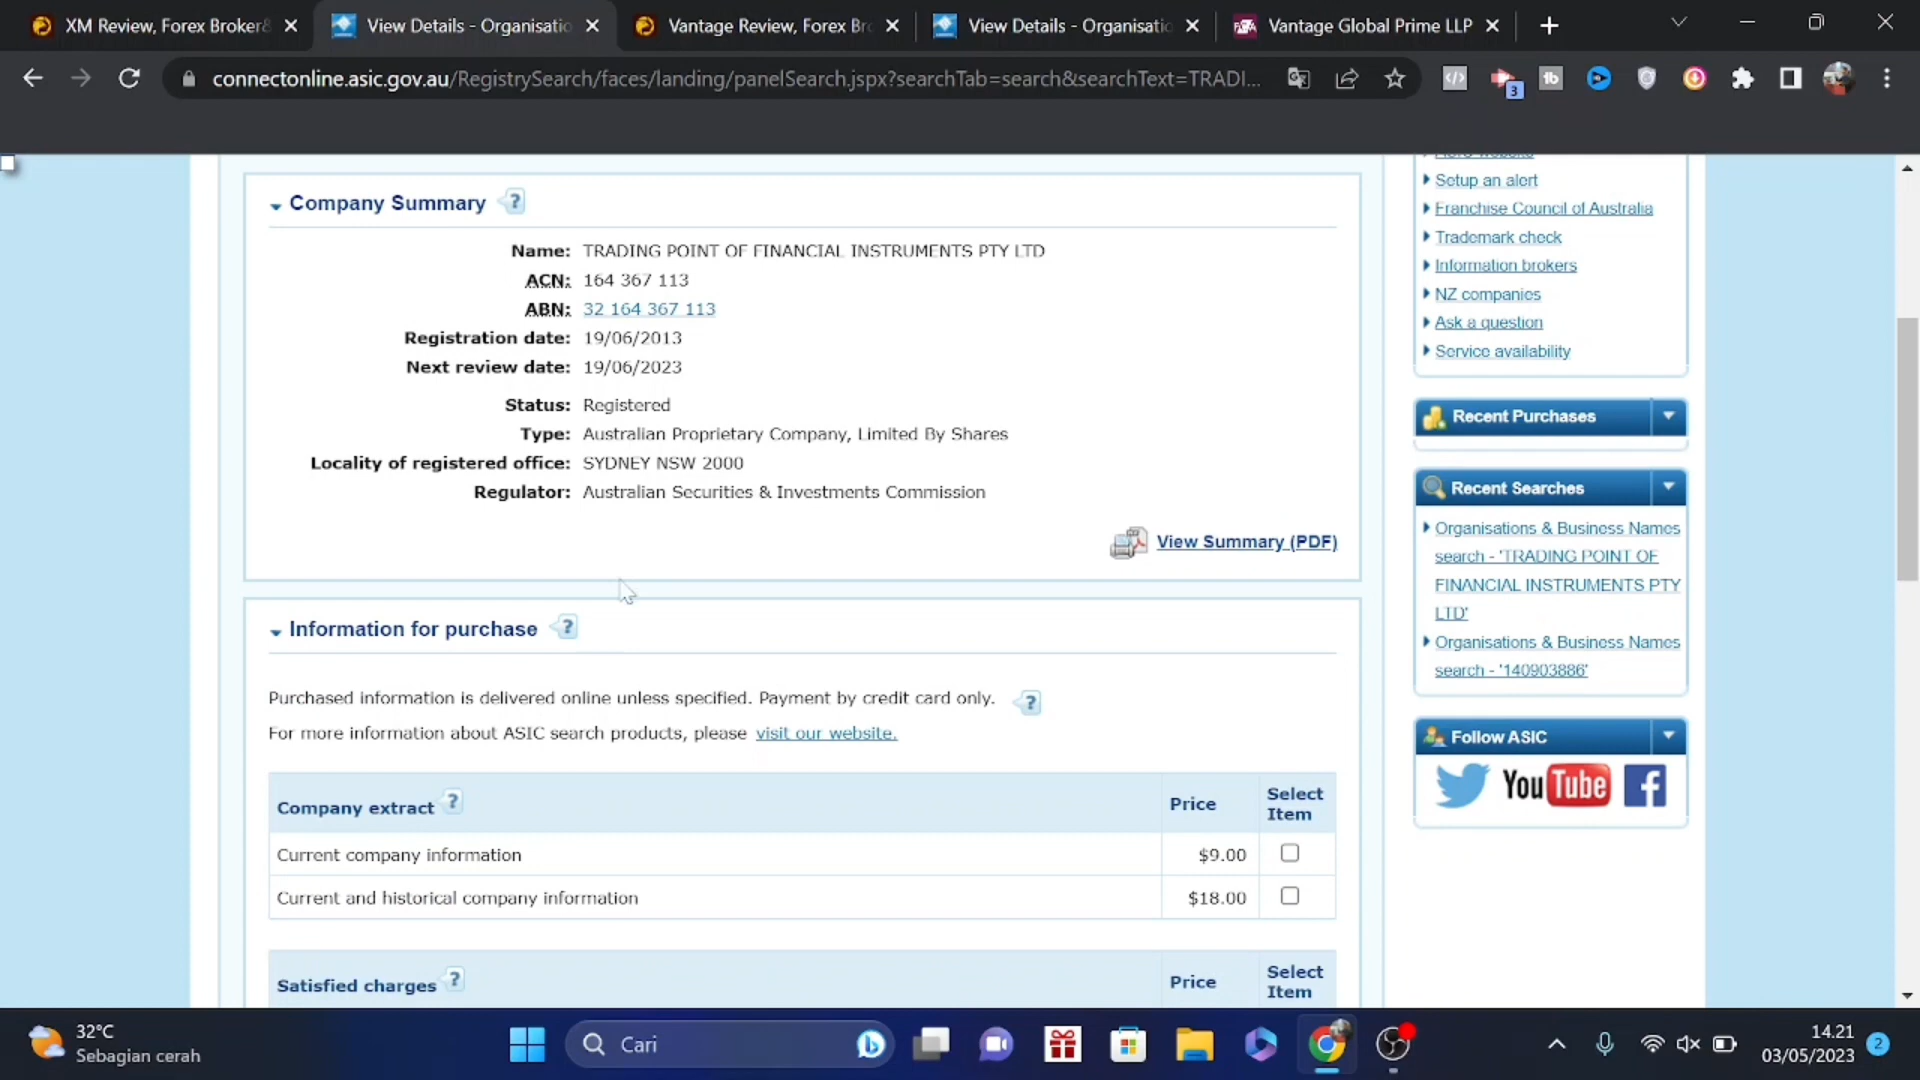 XM Review, Forex Broker&
View Details - Organisatio
Vantage Review, Forex Bro
View Details - Organisatio
Vantage Global Prime LLP
connectonline.asic.gov.au/RegistrySearch/faces/landing/panelSearch.jspx?searchTab=search&searchText=TRADI...
3
Company Summary ?
Name: TRADING POINT OF FINANCIAL INSTRUMENTS PTY LTD
ACN: 164 367 113
ABN: 32 164 367 113
Registration date: 19/06/2013
Next review date: 19/06/2023
Status: Registered
Type: Australian Proprietary Company, Limited By Shares
Locality of registered office: SYDNEY NSW 2000
Regulator: Australian Securities & Investments Commission
View Summary (PDF)
Information for purchase ?
Purchased information is delivered online unless specified. Payment by credit card only. ?
For more information about ASIC search products, please visit our website.
Company extract ? Price Select Item
Current company information $9.00
Current and historical company information $18.00
Satisfied charges ? Price Select Item
Setup an alert
Franchise Council of Australia
Trademark check
Information brokers
NZ companies
Ask a question
Service availability
Recent Purchases
Recent Searches
Organisations & Business Names
search - 'TRADING POINT OF
FINANCIAL INSTRUMENTS PTY
LTD'
Organisations & Business Names
search - '140903886'
Follow ASIC
YouTube
32°C
Sebagian cerah
Cari
14.21
03/05/2023
2